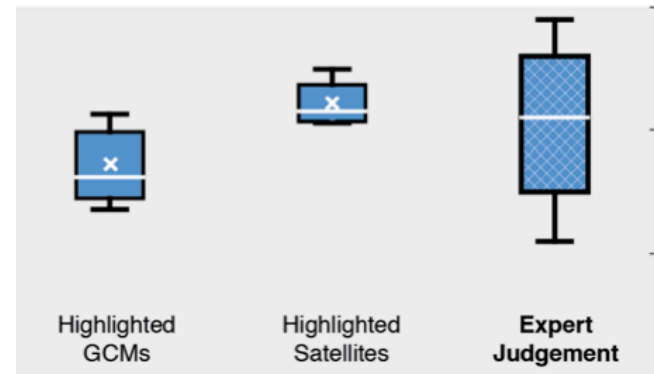 Highlighted
GCMs
Highlighted
Satellites
Expert
Judgement